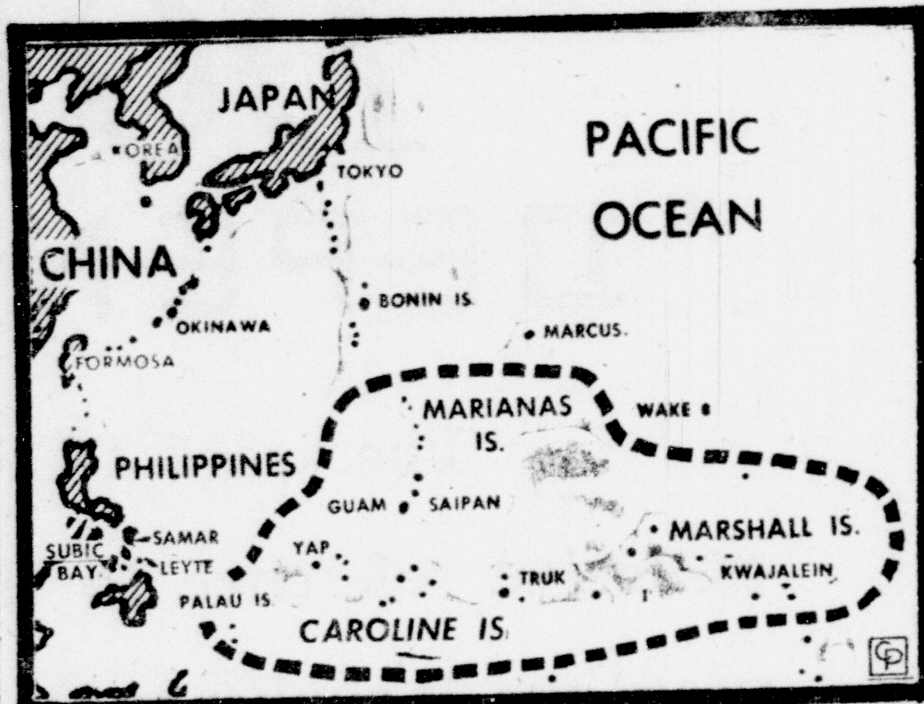 JAPAN
PACIFIC
OCEAN
KOREA
TOKYO
CHINA
BONIN IS.
OKINAWA
MARCUS.
FORMOSA
MARIANAS
IS.
WAKE
PHILIPPINES
GUAM
SAIPAN
SAMAR
MARSHALL IS.
SUBIC
BAY
LEYTE
YAP
TRUK
KWAJALEIN
PALAU IS.
CAROLINE IS.
CP